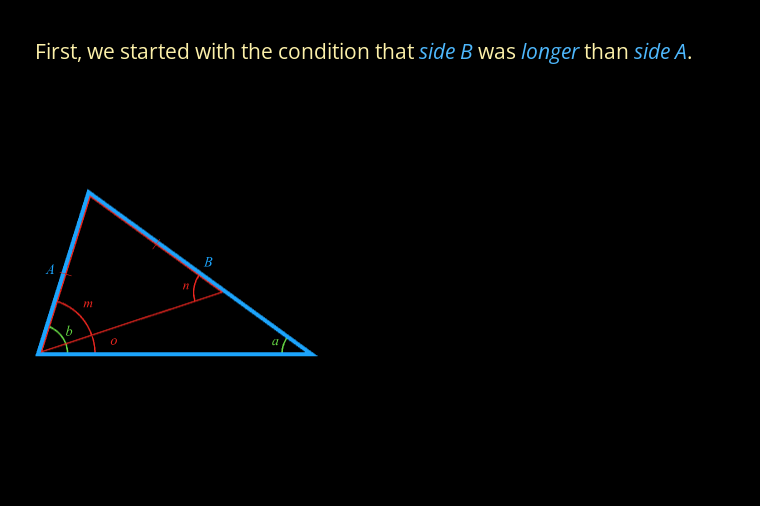 First, we started with the condition that side B was longer than side A.
B
A
n
m
b
o
a